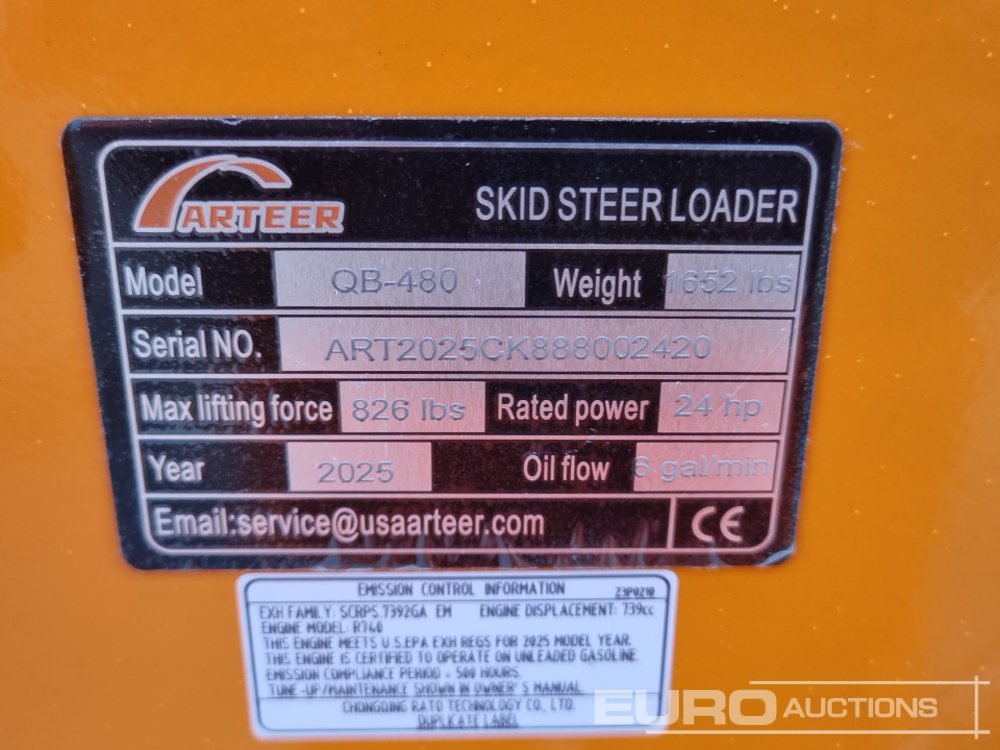 ARTEER SKID STEER LOADER
Model QB-480 Weight 1652 lbs
Serial NO. ART2025CK888002420
Max lifting force 826 lbs Rated power 24 hp
Year 2025 Oil flow 6 gal/min
Email:service@usaarteer.com CE
EMISSION CONTROL INFORMATION Z3P0210
EXH FAMILY: SCRPS.7392GA EM ENGINE DISPLACEMENT: 739cc
ENGINE MODEL: R740
THIS ENGINE MEETS U.S.EPA EXH REGS FOR 2025 MODEL YEAR.
THIS ENGINE IS CERTIFIED TO OPERATE ON UNLEADED GASOLINE.
EMISSION COMPLIANCE PERIOD = 500 HOURS.
TUNE-UP/MAINTENANCE SHOWN IN OWNER'S MANUAL
CHONGQING RATO TECHNOLOGY CO., LTD.
DUPLICATE LABEL
EURO AUCTIONS